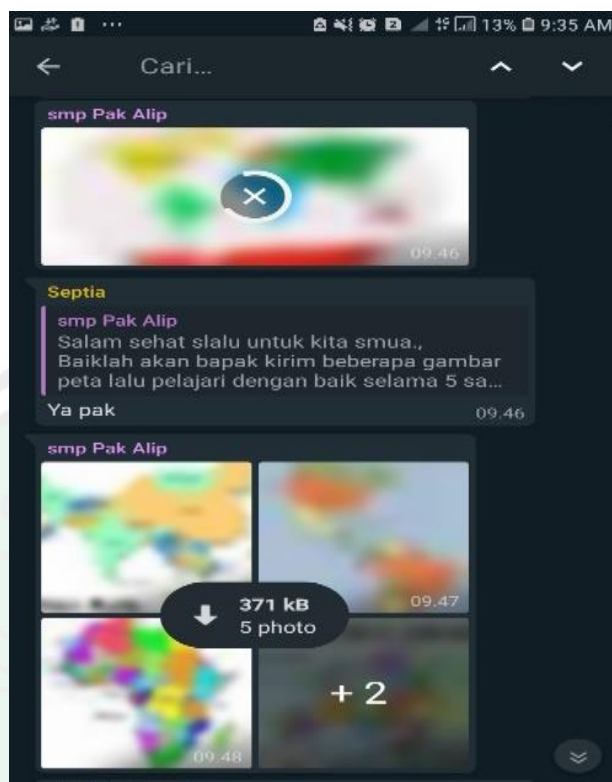 13% 9:35 AM
Cari...
smp Pak Alip
09.46
Septia
smp Pak Alip
Salam sehat slalu untuk kita smua.,
Baiklah akan bapak kirim beberapa gambar
peta lalu pelajari dengan baik selama 5 sa...
Ya pak
09.46
smp Pak Alip
371 kB
5 photo
09.47
+ 2
09.48